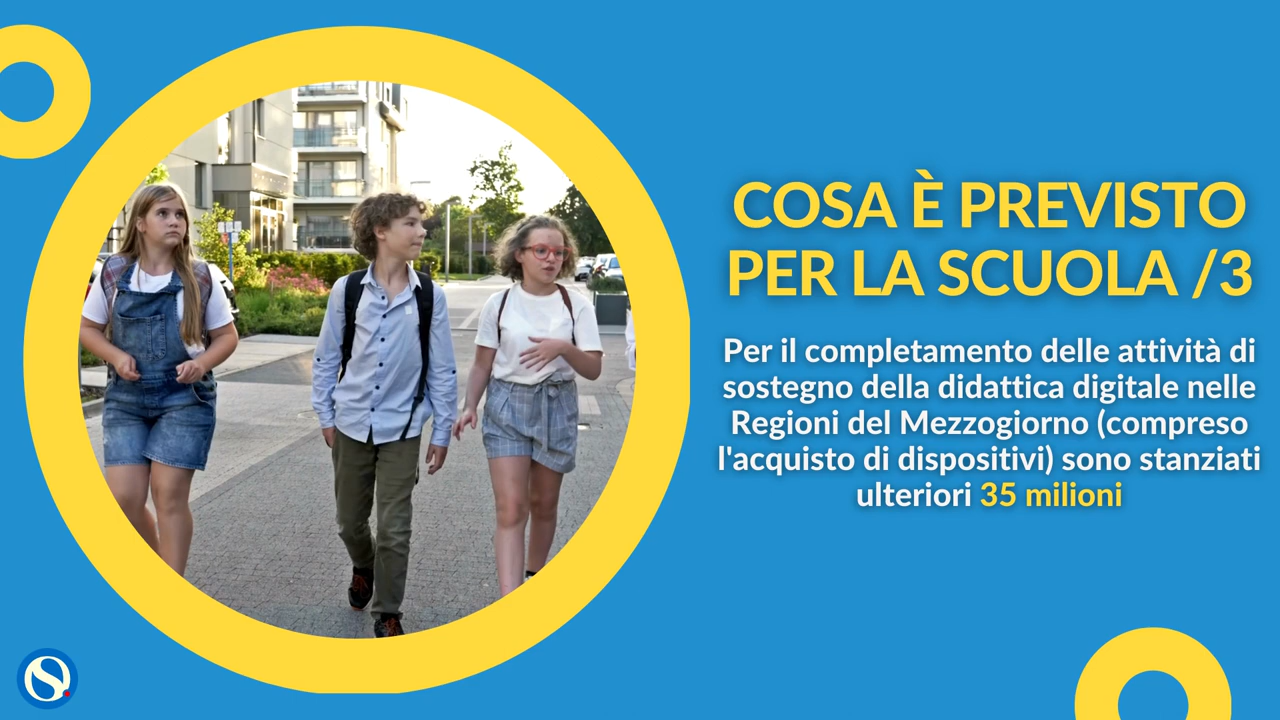 COSA È PREVISTO
PER LA SCUOLA /3
Per il completamento delle attività di
sostegno della didattica digitale nelle
Regioni del Mezzogiorno (compreso
l'acquisto di dispositivi) sono stanziati
ulteriori 35 milioni
S.